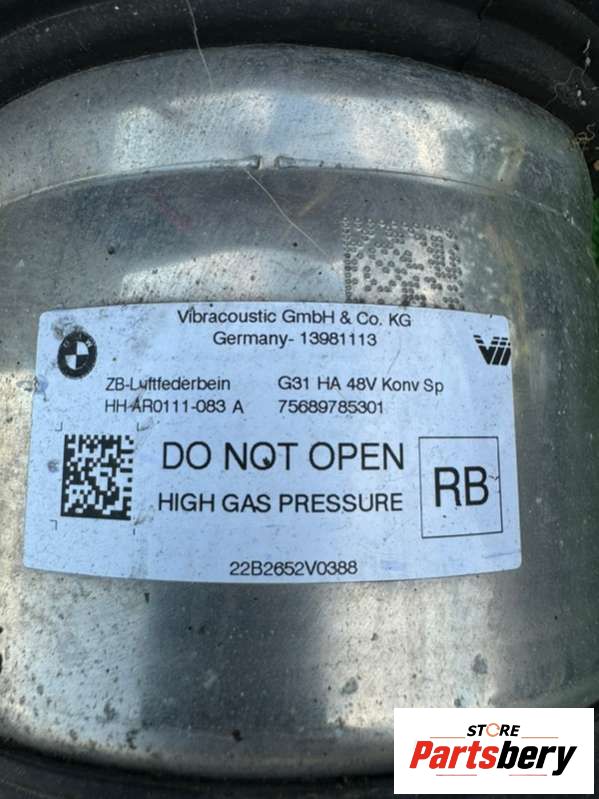 Vibracoustic GmbH & Co. KG
Germany- 13981113
ZB-Luftfederbein G31 HA 48V Konv Sp
HH-AR0111-083 A 75689785301
DO NOT OPEN
HIGH GAS PRESSURE
RB
22B2652V0388
STORE
Partsbery